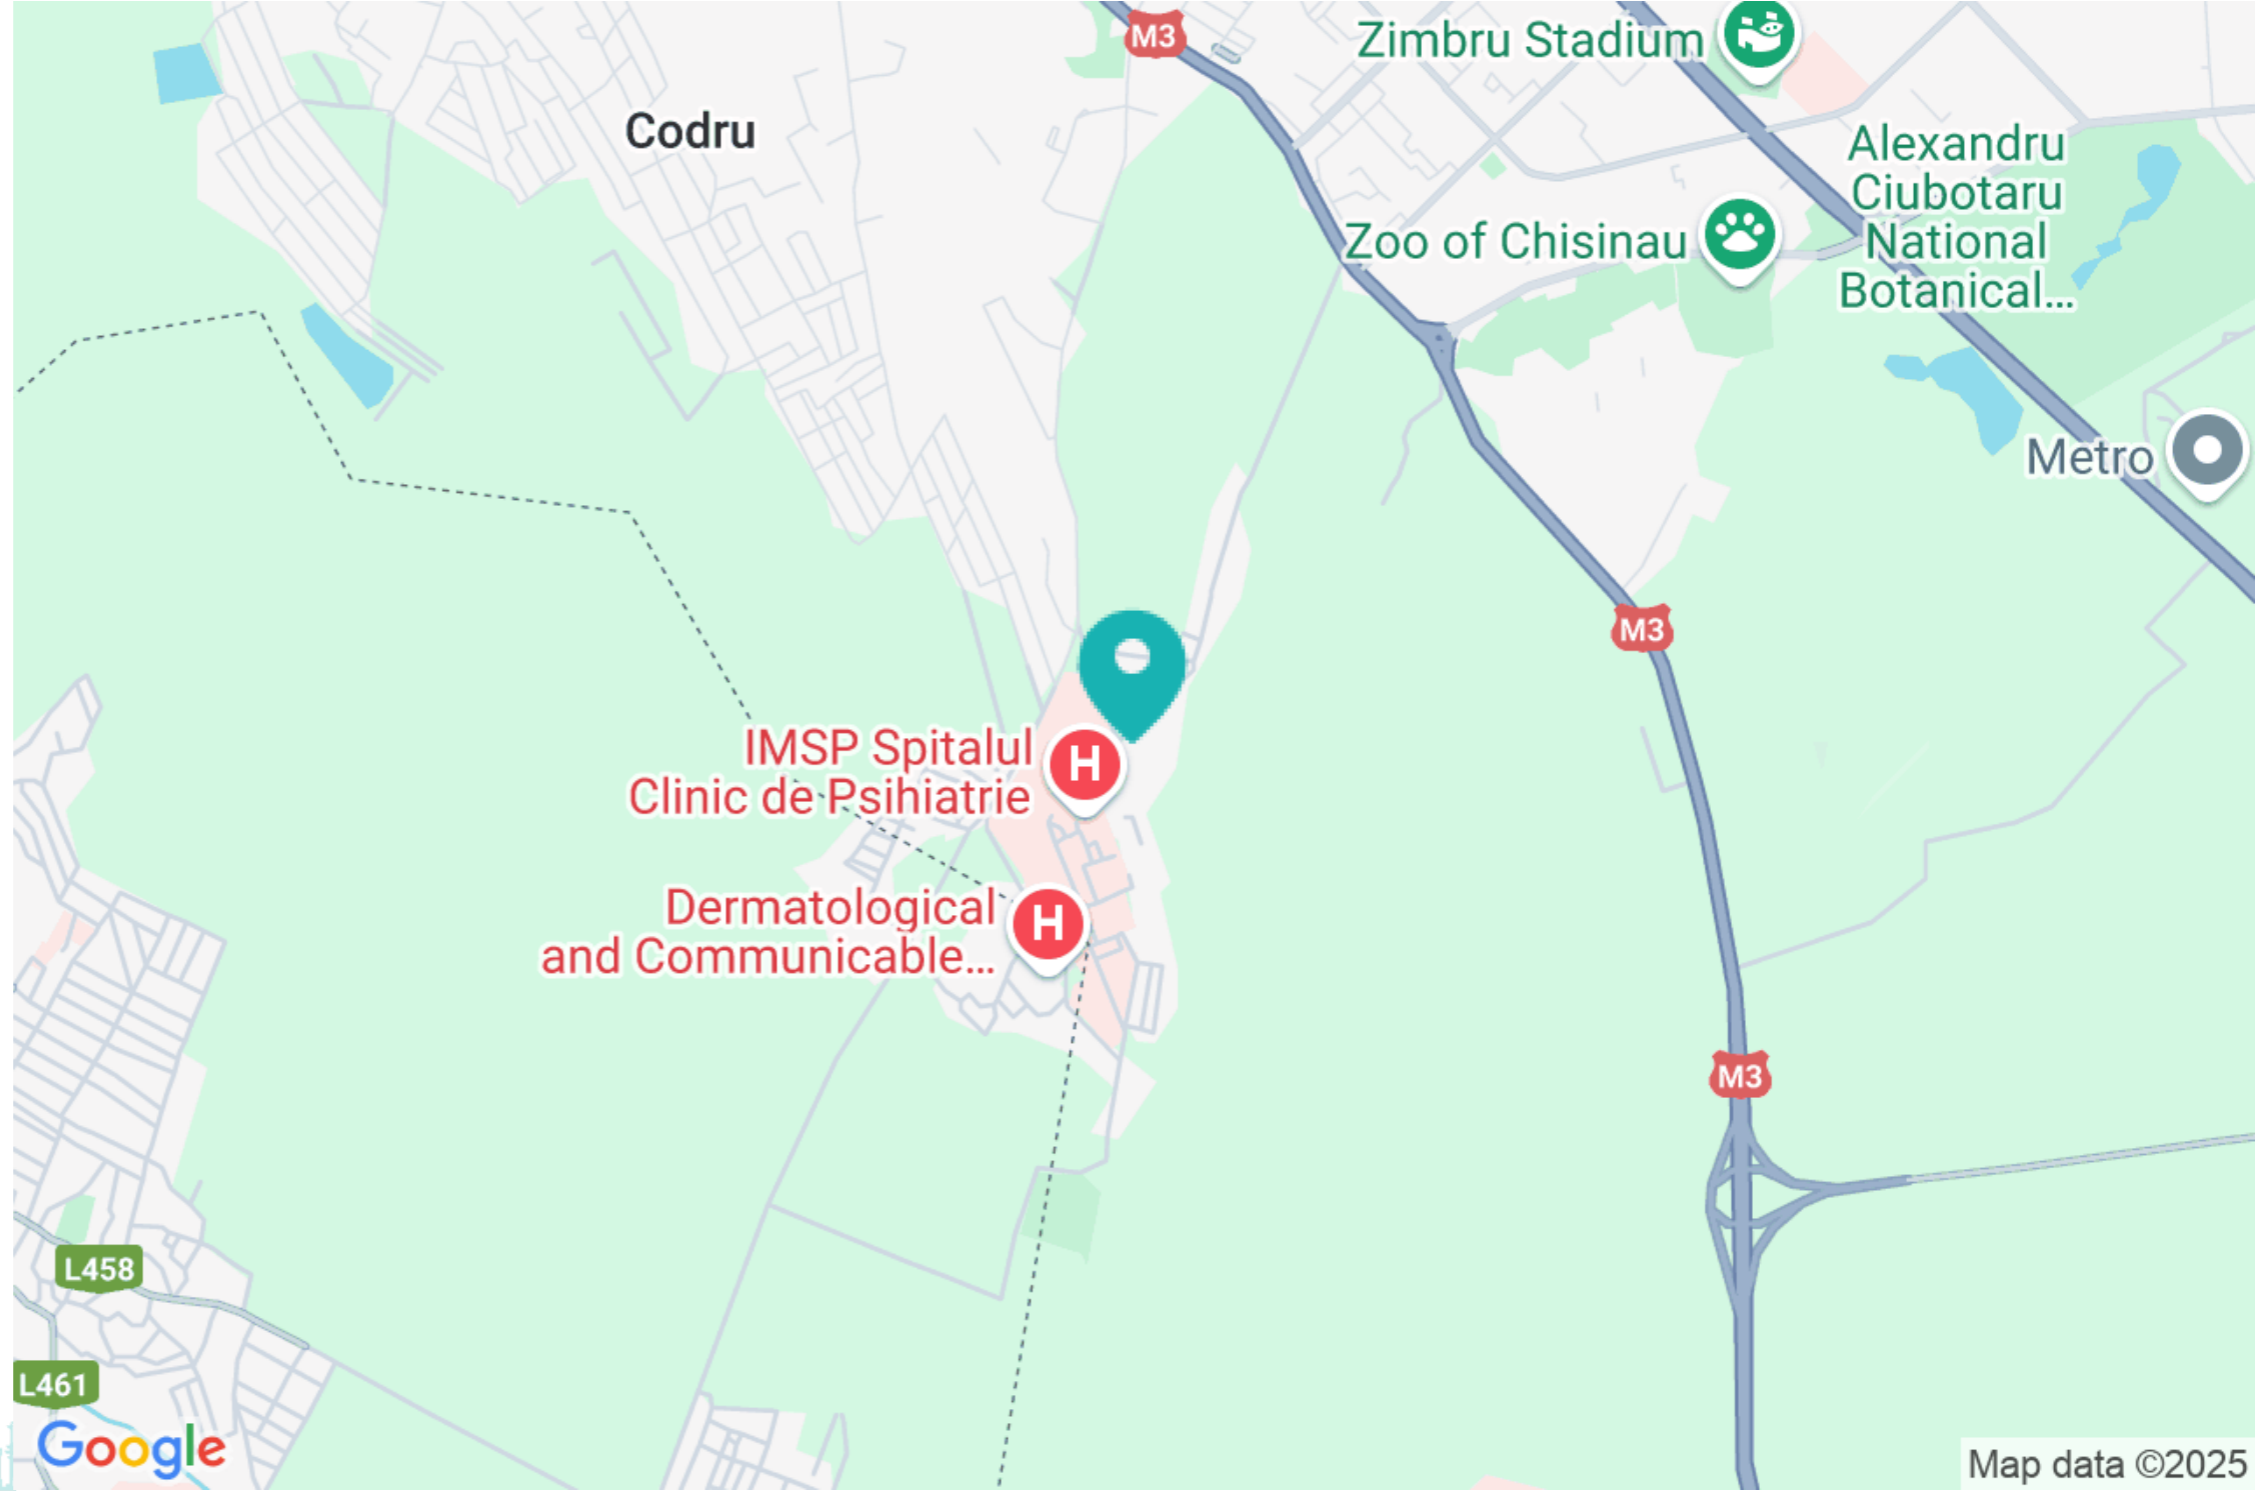 M3
Zimbru Stadium
Codru
Alexandru
Ciubotaru
National
Botanical...
Zoo of Chisinau
Metro
M3
IMSP Spitalul
Clinic de Psihiatrie
H
Dermatological
and Communicable...
H
M3
L458
L461
Google
Map data ©2025